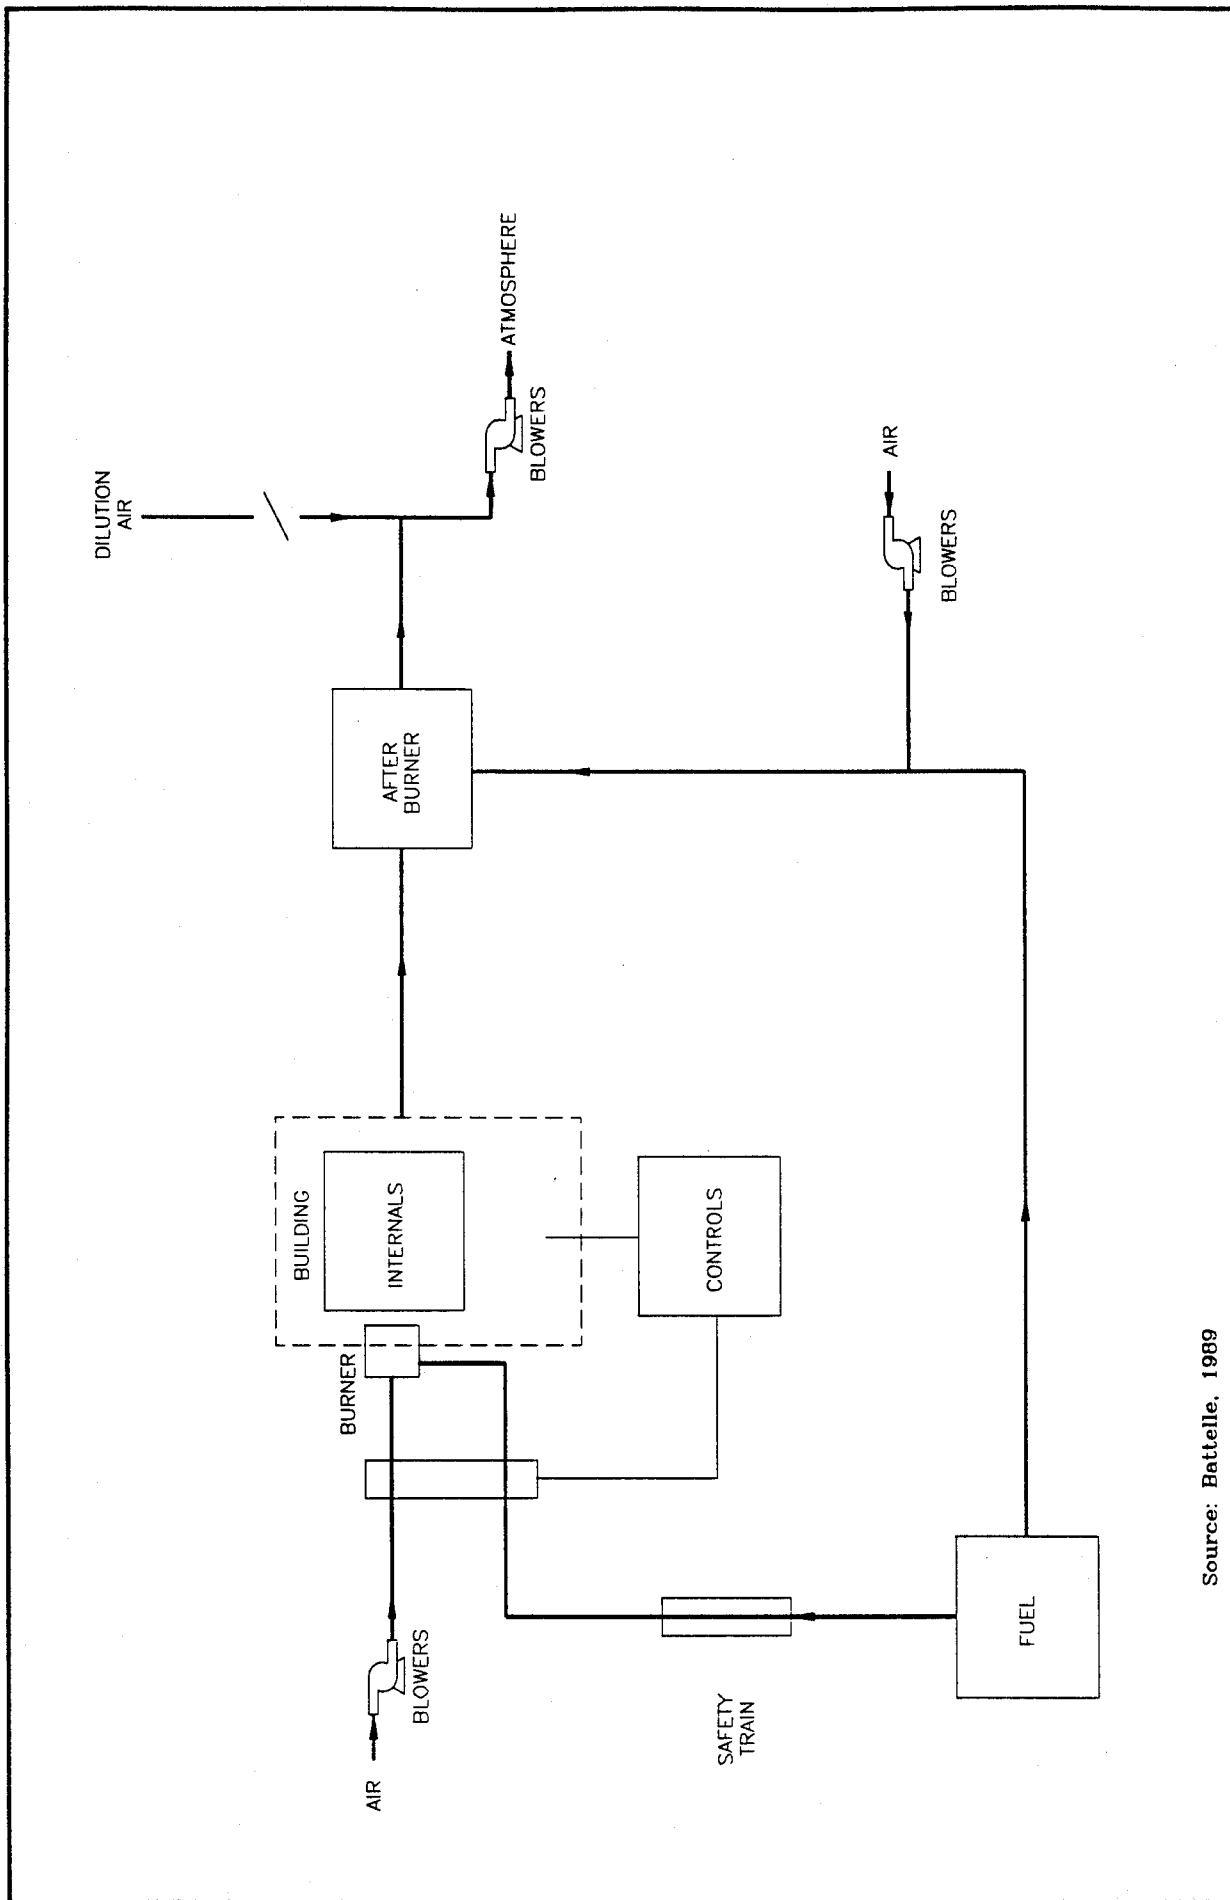 DILUTION
AIR
BUILDING
INTERNALS
BURNER
AFTER
BURNER
ATMOSPHERE
BLOWERS
AIR
BLOWERS
CONTROLS
SAFETY
TRAIN
AIR
BLOWERS
FUEL
Source: Battelle, 1989